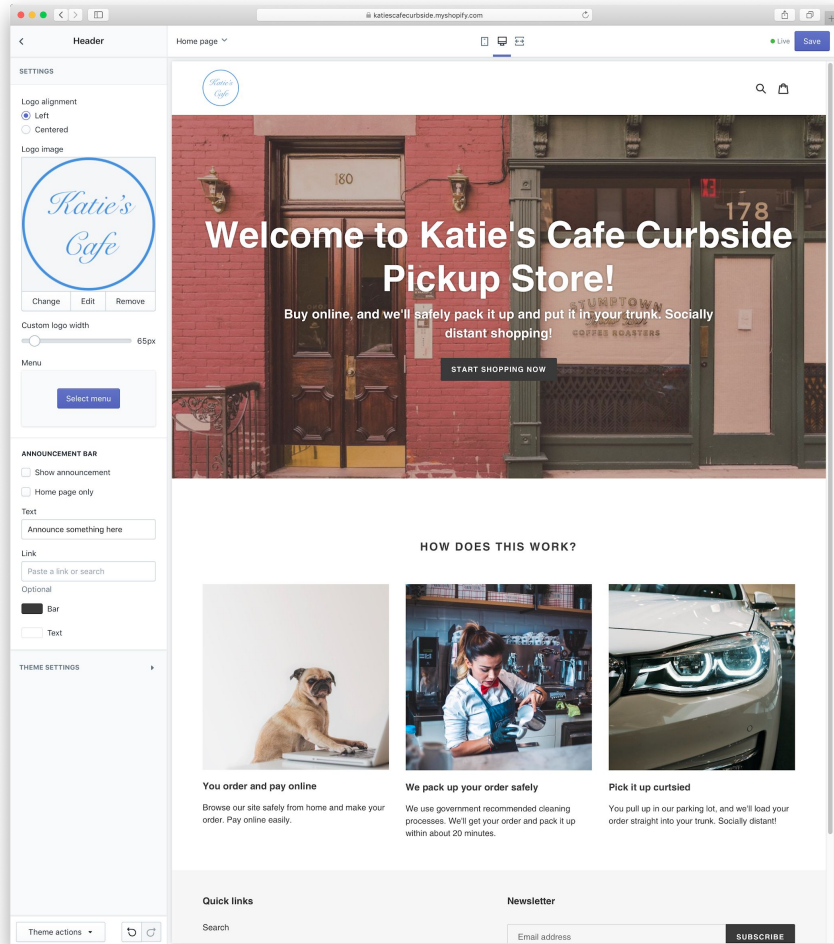 katiescafecurbside.myshopify.com
Header
Home page
Live
Save
SETTINGS
Logo alignment
Left
Centered
Logo image
Katie's
Cafe
Change Edit Remove
Custom logo width
65px
Menu
Select menu
ANNOUNCEMENT BAR
Show announcement
Home page only
Text
Announce something here
Link
Paste a link or search
Optional
Bar
Text
THEME SETTINGS
Theme actions
Katie's
Cafe
180
178
Welcome to Katie's Cafe Curbside
Pickup Store!
STUMPTOWN
COFFEE ROASTERS
Buy online, and we'll safely pack it up and put it in your trunk. Socially
distant shopping!
START SHOPPING NOW
HOW DOES THIS WORK?
You order and pay online
Browse our site safely from home and make your
order. Pay online easily.
We pack up your order safely
We use government recommended cleaning
processes. We'll get your order and pack it up
within about 20 minutes.
Pick it up curtsied
You pull up in our parking lot, and we'll load your
order straight into your trunk. Socially distant!
Quick links
Search
Newsletter
Email address
SUBSCRIBE